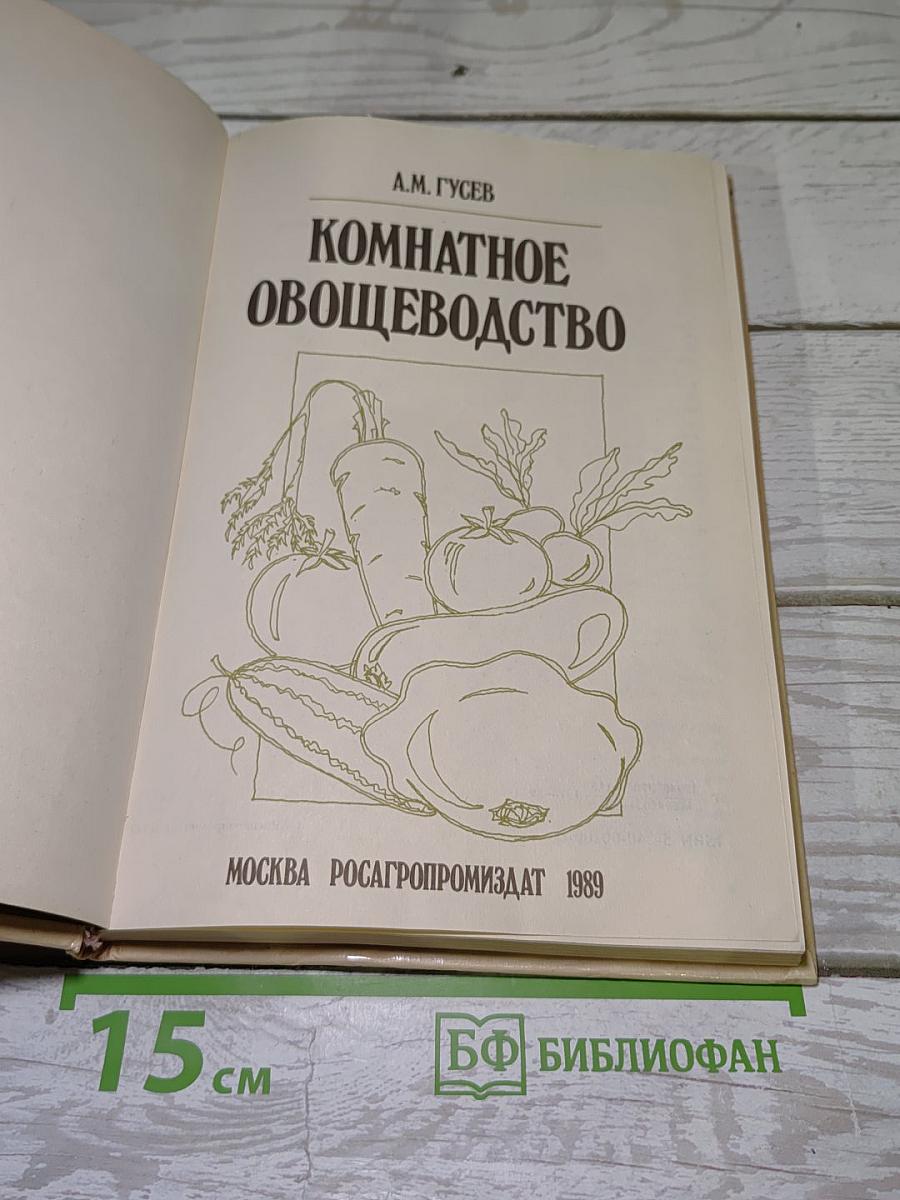 А.М. ГУСЕВ
КОМНАТНОЕ
ОВОЩЕВОДСТВО
МОСКВА РОСАГРОПРОМИЗДАТ 1989
15 см
БФ БИБЛИОФАН